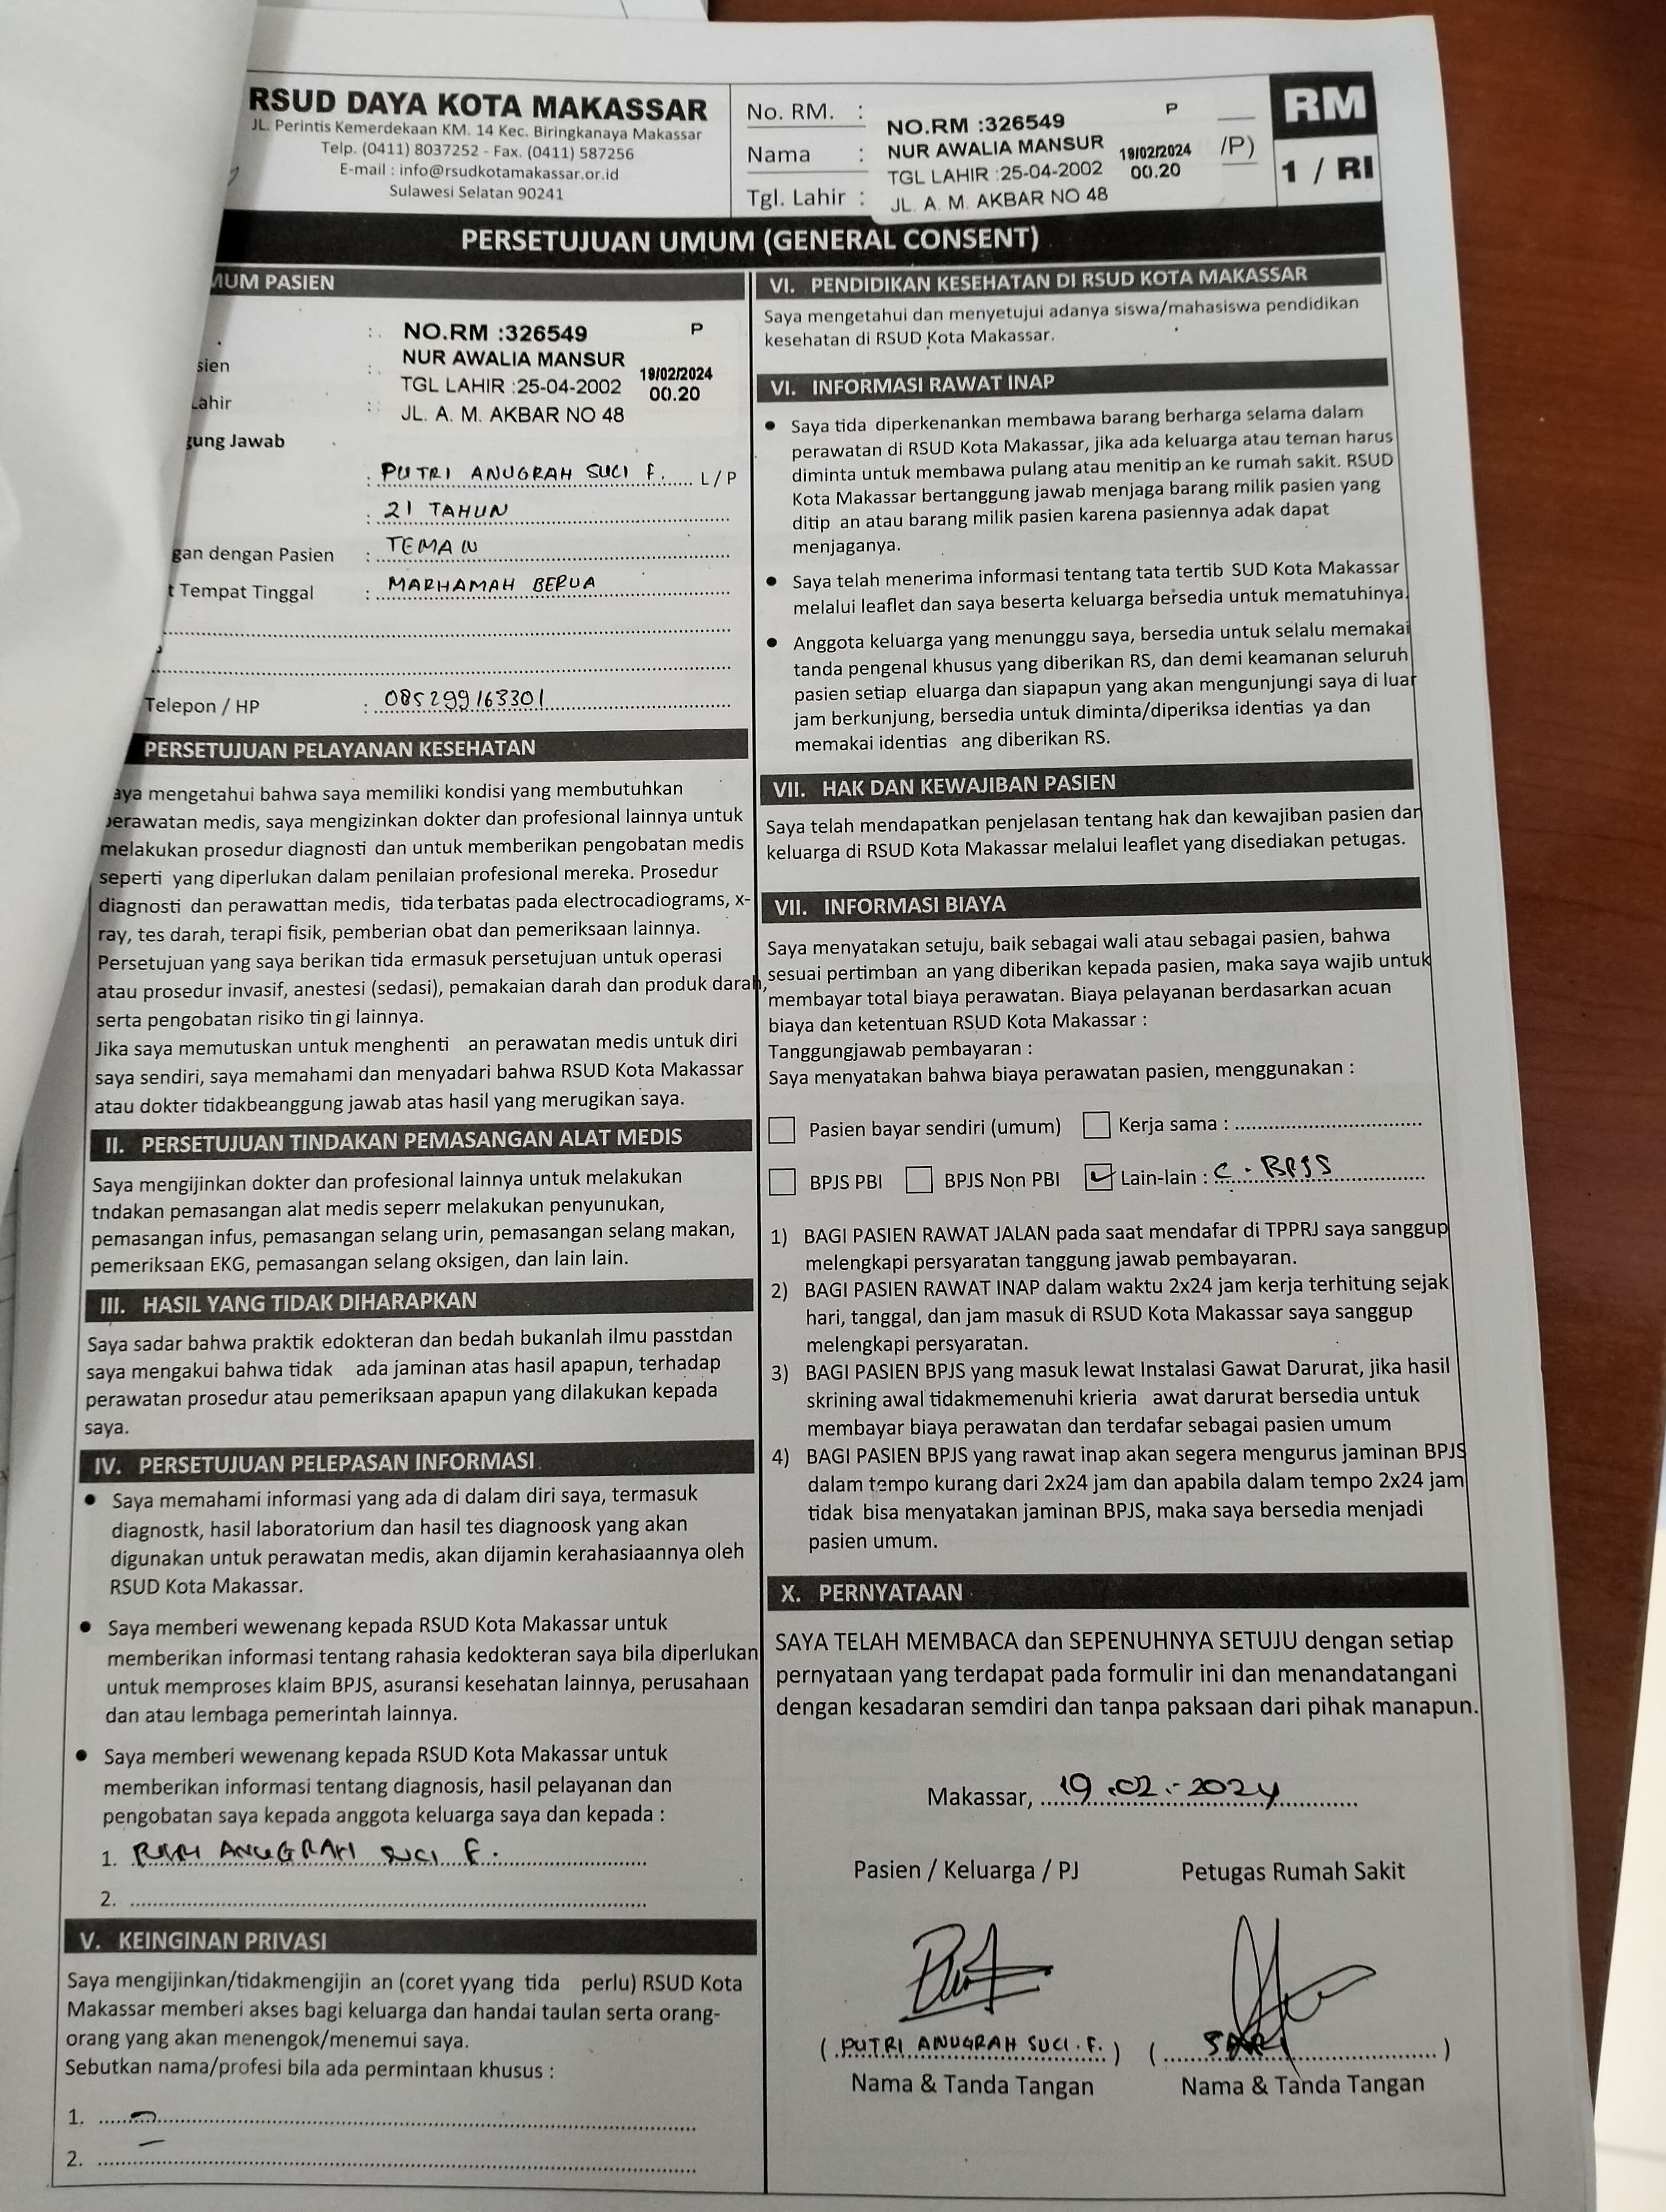 RSUD DAYA KOTA MAKASSAR
JL. Perintis Kemerdekaan KM. 14 Kec. Biringkanaya Makassar
Telp. (0411) 8037252 - Fax. (0411) 587256
E-mail : info@rsudkotamakassar.or.id
Sulawesi Selatan 90241
No. RM. :
Nama :
Tgl. Lahir :
NO.RM :326549 P
NUR AWALIA MANSUR 19/02/2024
TGL LAHIR :25-04-2002 00.20
JL. A. M. AKBAR NO 48
/P)
RM
1 / RI
PERSETUJUAN UMUM (GENERAL CONSENT)
MUM PASIEN
NO.RM :326549 P
sien : NUR AWALIA MANSUR 19/02/2024
Lahir : TGL LAHIR :25-04-2002 00.20
JL. A. M. AKBAR NO 48
gung Jawab
: PUTRI ANUGRAH SUCI F. L / P
: 21 TAHUN
gan dengan Pasien : TEMAN
t Tempat Tinggal : MARHAMAH BERUA
Telepon / HP : 085299163301
PERSETUJUAN PELAYANAN KESEHATAN
aya mengetahui bahwa saya memiliki kondisi yang membutuhkan
perawatan medis, saya mengizinkan dokter dan profesional lainnya untuk
melakukan prosedur diagnosti dan untuk memberikan pengobatan medis
seperti yang diperlukan dalam penilaian profesional mereka. Prosedur
diagnosti dan perawattan medis, tida terbatas pada electrocadiograms, x-
ray, tes darah, terapi fisik, pemberian obat dan pemeriksaan lainnya.
Persetujuan yang saya berikan tida ermasuk persetujuan untuk operasi
atau prosedur invasif, anestesi (sedasi), pemakaian darah dan produk darah,
serta pengobatan risiko tin gi lainnya.
Jika saya memutuskan untuk menghenti an perawatan medis untuk diri
saya sendiri, saya memahami dan menyadari bahwa RSUD Kota Makassar
atau dokter tidakbeanggung jawab atas hasil yang merugikan saya.
II. PERSETUJUAN TINDAKAN PEMASANGAN ALAT MEDIS
Saya mengijinkan dokter dan profesional lainnya untuk melakukan
tndakan pemasangan alat medis seperr melakukan penyunukan,
pemasangan infus, pemasangan selang urin, pemasangan selang makan,
pemeriksaan EKG, pemasangan selang oksigen, dan lain lain.
III. HASIL YANG TIDAK DIHARAPKAN
Saya sadar bahwa praktik edokteran dan bedah bukanlah ilmu passtdan
saya mengakui bahwa tidak ada jaminan atas hasil apapun, terhadap
perawatan prosedur atau pemeriksaan apapun yang dilakukan kepada
saya.
IV. PERSETUJUAN PELEPASAN INFORMASI
● Saya memahami informasi yang ada di dalam diri saya, termasuk
diagnostk, hasil laboratorium dan hasil tes diagnoosk yang akan
digunakan untuk perawatan medis, akan dijamin kerahasiaannya oleh
RSUD Kota Makassar.
● Saya memberi wewenang kepada RSUD Kota Makassar untuk
memberikan informasi tentang rahasia kedokteran saya bila diperlukan
untuk memproses klaim BPJS, asuransi kesehatan lainnya, perusahaan
dan atau lembaga pemerintah lainnya.
● Saya memberi wewenang kepada RSUD Kota Makassar untuk
memberikan informasi tentang diagnosis, hasil pelayanan dan
pengobatan saya kepada anggota keluarga saya dan kepada :
1. PUTRI ANUGRAH SUCI F.
2.
V. KEINGINAN PRIVASI
Saya mengijinkan/tidakmengijin an (coret yyang tida perlu) RSUD Kota
Makassar memberi akses bagi keluarga dan handai taulan serta orang-
orang yang akan menengok/menemui saya.
Sebutkan nama/profesi bila ada permintaan khusus :
1.
2.
VI. PENDIDIKAN KESEHATAN DI RSUD KOTA MAKASSAR
Saya mengetahui dan menyetujui adanya siswa/mahasiswa pendidikan
kesehatan di RSUD Kota Makassar.
VI. INFORMASI RAWAT INAP
● Saya tida diperkenankan membawa barang berharga selama dalam
perawatan di RSUD Kota Makassar, jika ada keluarga atau teman harus
diminta untuk membawa pulang atau menitip an ke rumah sakit. RSUD
Kota Makassar bertanggung jawab menjaga barang milik pasien yang
ditip an atau barang milik pasien karena pasiennya adak dapat
menjaganya.
● Saya telah menerima informasi tentang tata tertib SUD Kota Makassar
melalui leaflet dan saya beserta keluarga bersedia untuk mematuhinya.
● Anggota keluarga yang menunggu saya, bersedia untuk selalu memakai
tanda pengenal khusus yang diberikan RS, dan demi keamanan seluruh
pasien setiap eluarga dan siapapun yang akan mengunjungi saya di luar
jam berkunjung, bersedia untuk diminta/diperiksa identias ya dan
memakai identias ang diberikan RS.
VII. HAK DAN KEWAJIBAN PASIEN
Saya telah mendapatkan penjelasan tentang hak dan kewajiban pasien dan
keluarga di RSUD Kota Makassar melalui leaflet yang disediakan petugas.
VII. INFORMASI BIAYA
Saya menyatakan setuju, baik sebagai wali atau sebagai pasien, bahwa
sesuai pertimban an yang diberikan kepada pasien, maka saya wajib untuk
membayar total biaya perawatan. Biaya pelayanan berdasarkan acuan
biaya dan ketentuan RSUD Kota Makassar :
Tanggungjawab pembayaran :
Saya menyatakan bahwa biaya perawatan pasien, menggunakan :
Pasien bayar sendiri (umum) Kerja sama :
BPJS PBI BPJS Non PBI Lain-lain : C . BPJS
1) BAGI PASIEN RAWAT JALAN pada saat mendafar di TPPRJ saya sanggup
melengkapi persyaratan tanggung jawab pembayaran.
2) BAGI PASIEN RAWAT INAP dalam waktu 2x24 jam kerja terhitung sejak
hari, tanggal, dan jam masuk di RSUD Kota Makassar saya sanggup
melengkapi persyaratan.
3) BAGI PASIEN BPJS yang masuk lewat Instalasi Gawat Darurat, jika hasil
skrining awal tidakmemenuhi krieria awat darurat bersedia untuk
membayar biaya perawatan dan terdafar sebagai pasien umum
4) BAGI PASIEN BPJS yang rawat inap akan segera mengurus jaminan BPJS
dalam tempo kurang dari 2x24 jam dan apabila dalam tempo 2x24 jam
tidak bisa menyatakan jaminan BPJS, maka saya bersedia menjadi
pasien umum.
X. PERNYATAAN
SAYA TELAH MEMBACA dan SEPENUHNYA SETUJU dengan setiap
pernyataan yang terdapat pada formulir ini dan menandatangani
dengan kesadaran semdiri dan tanpa paksaan dari pihak manapun.
Makassar, 19.02.-2024
Pasien / Keluarga / PJ Petugas Rumah Sakit
( PUTRI ANUGRAH SUCI. F. ) ( SARI )
Nama & Tanda Tangan Nama & Tanda Tangan